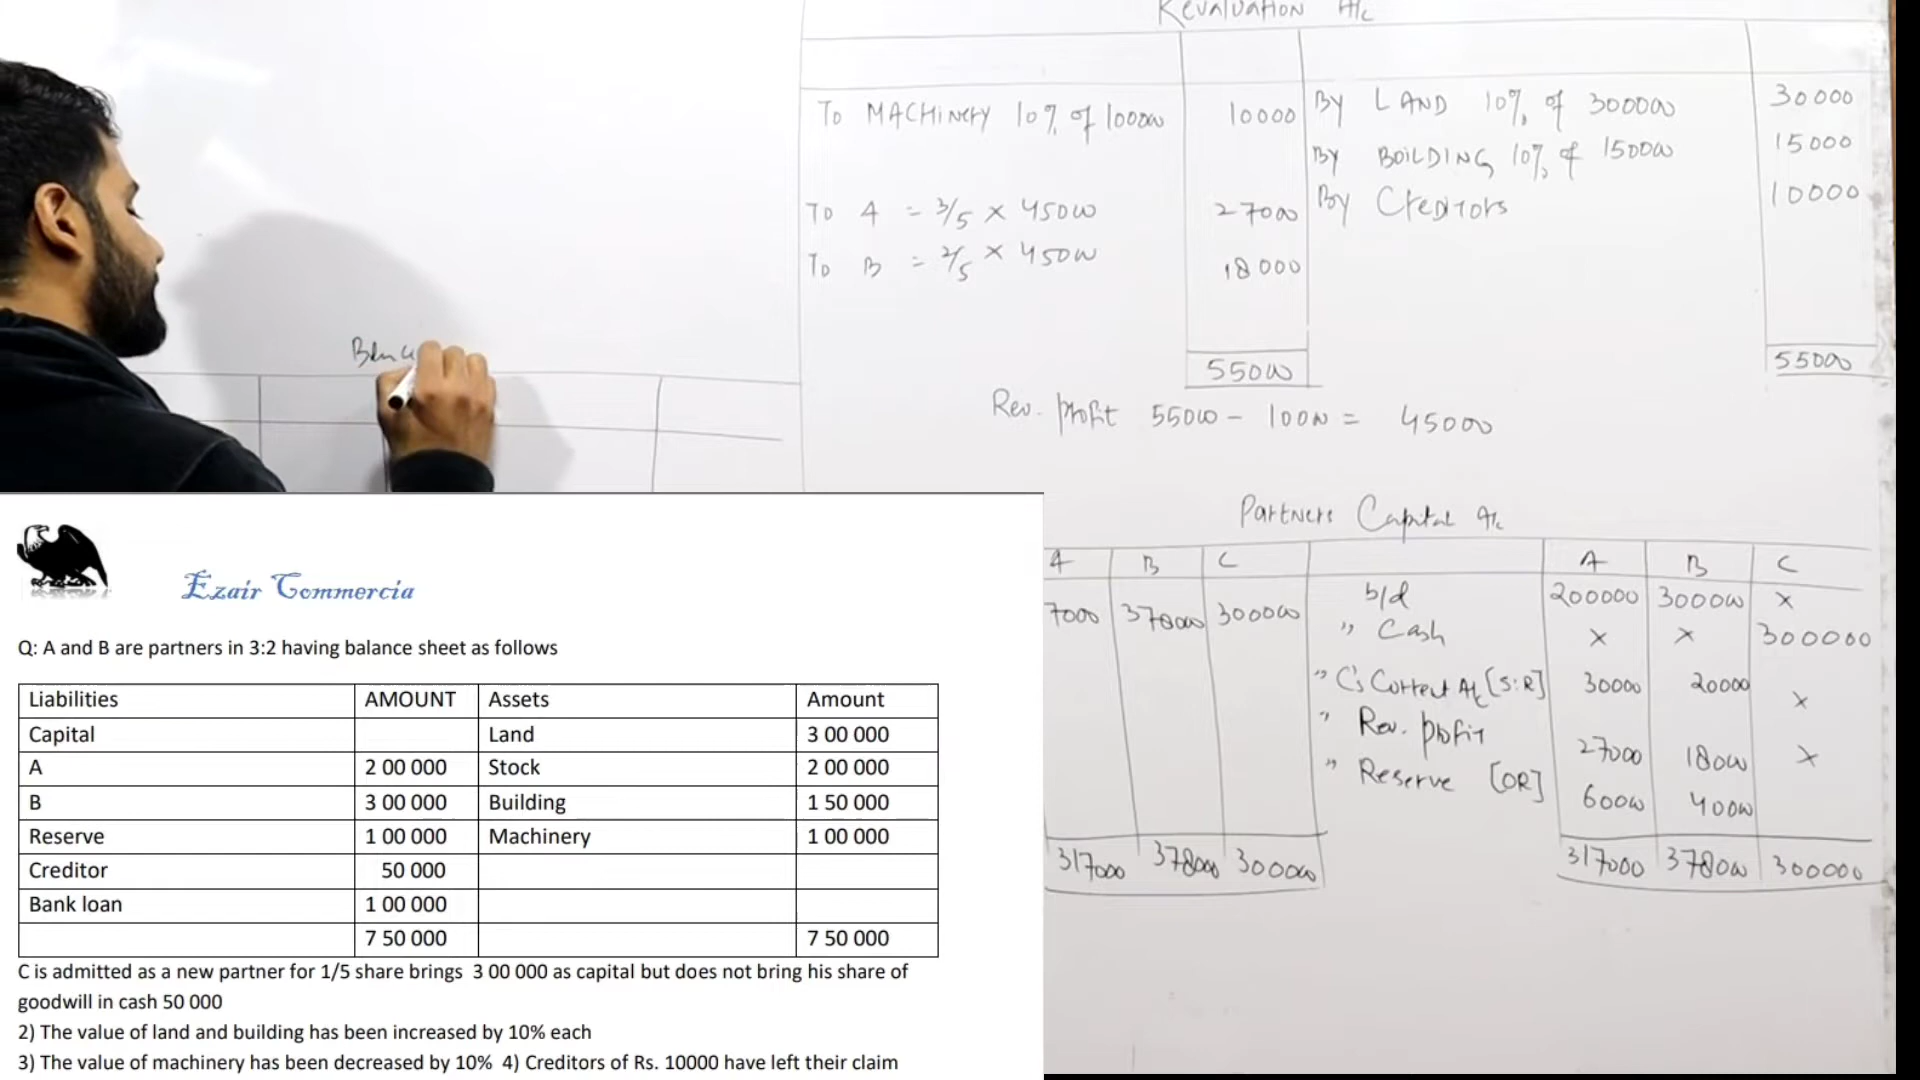 Revaluation A/c
To MACHINERY 10% of 100000 10000 By LAND 10% of 300000 30000
By BOILDING 10% of 150000 15000
To A = 3/5 × 45000 27000 By Creditors 10000
To B = 2/5 × 45000 18000
55000 55000
Rev. profit 55000 - 10000 = 45000
Partners Capital A/c
A B C A B C
7000 378000 300000 b/d 200000 300000 ×
" Cash × × 300000
" C's Current A/c [S:R] 30000 20000 ×
" Rev. profit 27000 18000 ×
" Reserve [OR] 60000 40000
317000 378000 300000 317000 378000 300000
Ezair Commercia
Q: A and B are partners in 3:2 having balance sheet as follows
Liabilities AMOUNT Assets Amount
Capital Land 3 00 000
A 2 00 000 Stock 2 00 000
B 3 00 000 Building 1 50 000
Reserve 1 00 000 Machinery 1 00 000
Creditor 50 000
Bank loan 1 00 000
7 50 000 7 50 000
C is admitted as a new partner for 1/5 share brings 3 00 000 as capital but does not bring his share of
goodwill in cash 50 000
2) The value of land and building has been increased by 10% each
3) The value of machinery has been decreased by 10% 4) Creditors of Rs. 10000 have left their claim